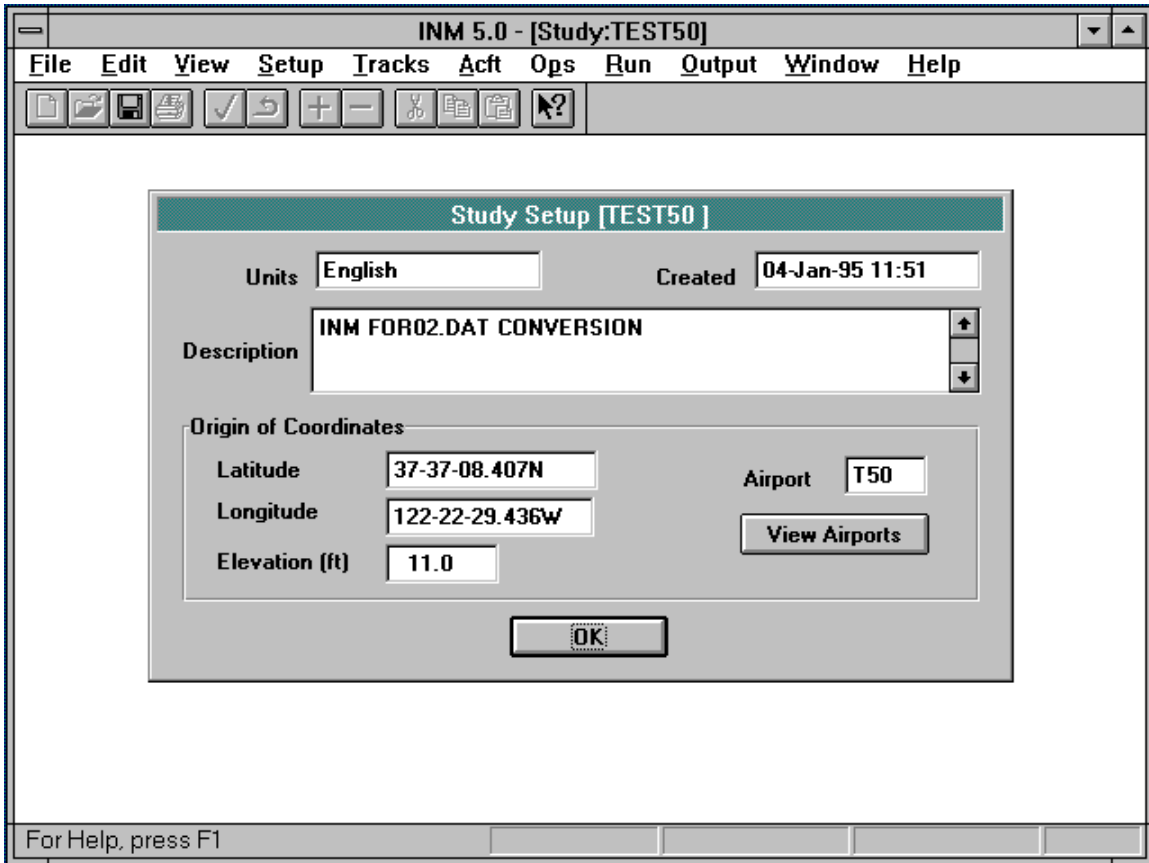 INM 5.0 - [Study:TEST50]
File Edit View Setup Tracks Acft Ops Run Output Window Help
Study Setup [TEST50 ]
Units English Created 04-Jan-95 11:51
Description INM FOR02.DAT CONVERSION
Origin of Coordinates
Latitude 37-37-08.407N Airport T50
Longitude 122-22-29.436W View Airports
Elevation (ft) 11.0
OK
For Help, press F1